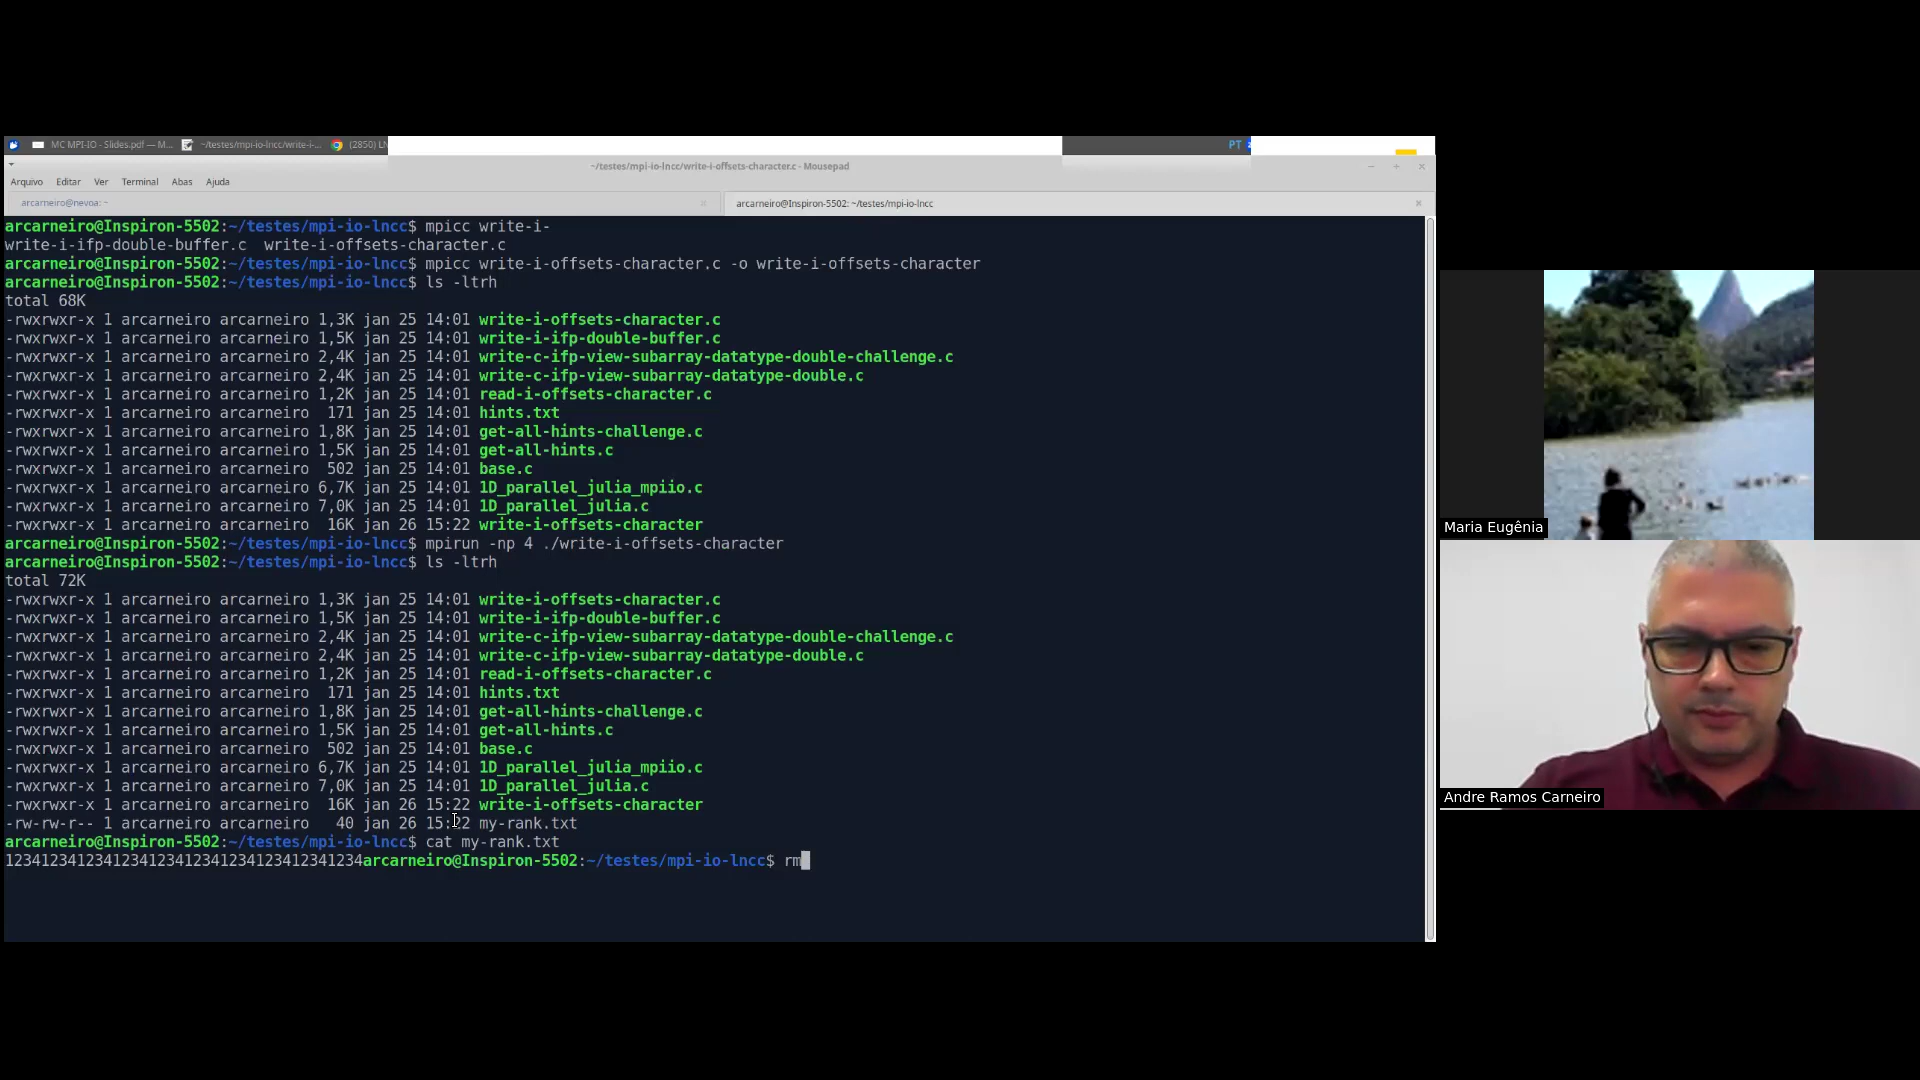 MC MPI-IO - Slides.pdf — M... ~/testes/mpi-io-lncc/write-i-... (2850) LN PT
~/testes/mpi-io-lncc/write-i-offsets-character.c - Mousepad
Arquivo Editar Ver Terminal Abas Ajuda
arcarneiro@nevoa: ~ arcarneiro@Inspiron-5502: ~/testes/mpi-io-lncc
arcarneiro@Inspiron-5502:~/testes/mpi-io-lncc$ mpicc write-i-
write-i-ifp-double-buffer.c write-i-offsets-character.c
arcarneiro@Inspiron-5502:~/testes/mpi-io-lncc$ mpicc write-i-offsets-character.c -o write-i-offsets-character
arcarneiro@Inspiron-5502:~/testes/mpi-io-lncc$ ls -ltrh
total 68K
-rwxrwxr-x 1 arcarneiro arcarneiro 1,3K jan 25 14:01 write-i-offsets-character.c
-rwxrwxr-x 1 arcarneiro arcarneiro 1,5K jan 25 14:01 write-i-ifp-double-buffer.c
-rwxrwxr-x 1 arcarneiro arcarneiro 2,4K jan 25 14:01 write-c-ifp-view-subarray-datatype-double-challenge.c
-rwxrwxr-x 1 arcarneiro arcarneiro 2,4K jan 25 14:01 write-c-ifp-view-subarray-datatype-double.c
-rwxrwxr-x 1 arcarneiro arcarneiro 1,2K jan 25 14:01 read-i-offsets-character.c
-rwxrwxr-x 1 arcarneiro arcarneiro 171 jan 25 14:01 hints.txt
-rwxrwxr-x 1 arcarneiro arcarneiro 1,8K jan 25 14:01 get-all-hints-challenge.c
-rwxrwxr-x 1 arcarneiro arcarneiro 1,5K jan 25 14:01 get-all-hints.c
-rwxrwxr-x 1 arcarneiro arcarneiro 502 jan 25 14:01 base.c
-rwxrwxr-x 1 arcarneiro arcarneiro 6,7K jan 25 14:01 1D_parallel_julia_mpiio.c
-rwxrwxr-x 1 arcarneiro arcarneiro 7,0K jan 25 14:01 1D_parallel_julia.c
-rwxrwxr-x 1 arcarneiro arcarneiro 16K jan 26 15:22 write-i-offsets-character
arcarneiro@Inspiron-5502:~/testes/mpi-io-lncc$ mpirun -np 4 ./write-i-offsets-character
arcarneiro@Inspiron-5502:~/testes/mpi-io-lncc$ ls -ltrh
total 72K
-rwxrwxr-x 1 arcarneiro arcarneiro 1,3K jan 25 14:01 write-i-offsets-character.c
-rwxrwxr-x 1 arcarneiro arcarneiro 1,5K jan 25 14:01 write-i-ifp-double-buffer.c
-rwxrwxr-x 1 arcarneiro arcarneiro 2,4K jan 25 14:01 write-c-ifp-view-subarray-datatype-double-challenge.c
-rwxrwxr-x 1 arcarneiro arcarneiro 2,4K jan 25 14:01 write-c-ifp-view-subarray-datatype-double.c
-rwxrwxr-x 1 arcarneiro arcarneiro 1,2K jan 25 14:01 read-i-offsets-character.c
-rwxrwxr-x 1 arcarneiro arcarneiro 171 jan 25 14:01 hints.txt
-rwxrwxr-x 1 arcarneiro arcarneiro 1,8K jan 25 14:01 get-all-hints-challenge.c
-rwxrwxr-x 1 arcarneiro arcarneiro 1,5K jan 25 14:01 get-all-hints.c
-rwxrwxr-x 1 arcarneiro arcarneiro 502 jan 25 14:01 base.c
-rwxrwxr-x 1 arcarneiro arcarneiro 6,7K jan 25 14:01 1D_parallel_julia_mpiio.c
-rwxrwxr-x 1 arcarneiro arcarneiro 7,0K jan 25 14:01 1D_parallel_julia.c
-rwxrwxr-x 1 arcarneiro arcarneiro 16K jan 26 15:22 write-i-offsets-character
-rw-rw-r-- 1 arcarneiro arcarneiro 40 jan 26 15:22 my-rank.txt
arcarneiro@Inspiron-5502:~/testes/mpi-io-lncc$ cat my-rank.txt
1234123412341234123412341234123412341234arcarneiro@Inspiron-5502:~/testes/mpi-io-lncc$ rm
Maria Eugênia
Andre Ramos Carneiro